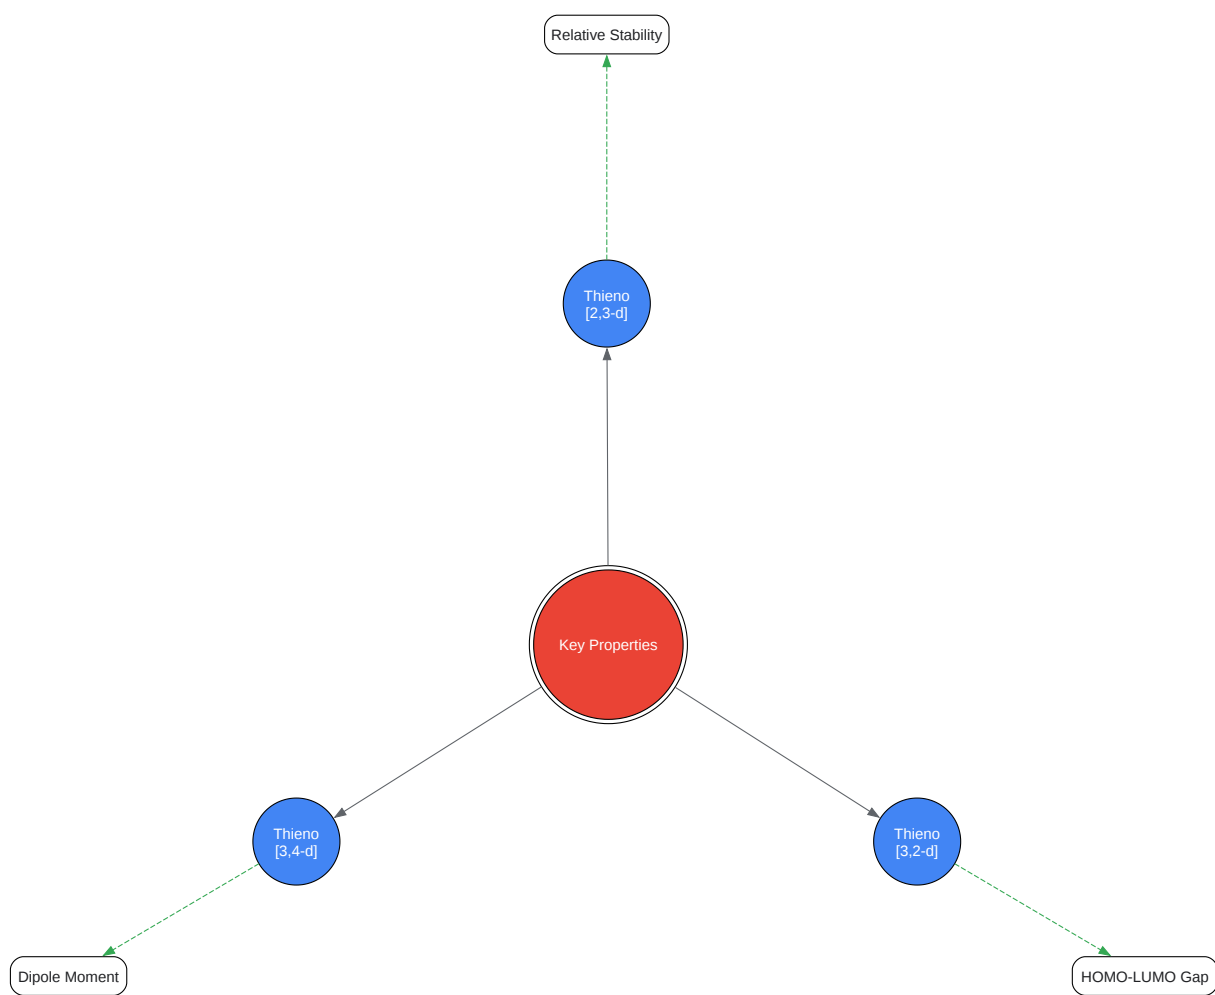 Relative Stability
Thieno
[2,3-d]
Key Properties
Thieno
[3,4-d]
Thieno
[3,2-d]
Dipole Moment
HOMO-LUMO Gap